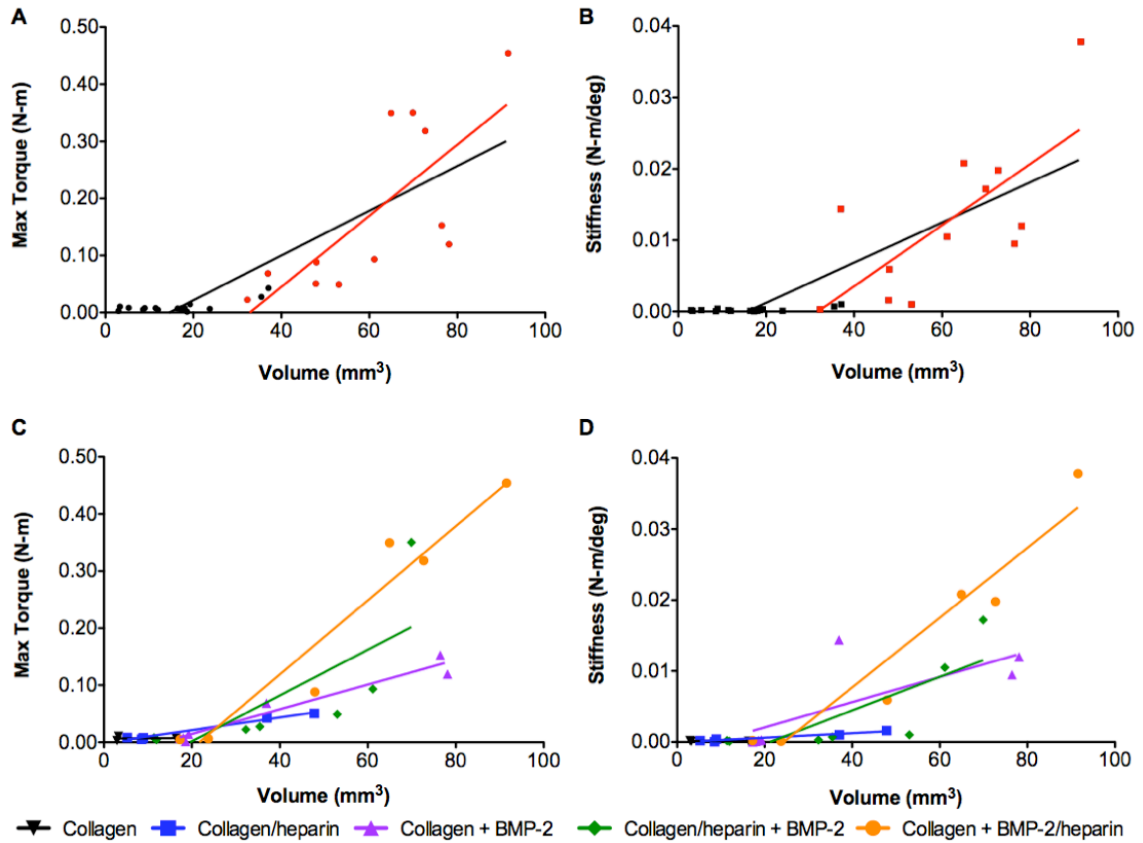 A
B
Max Torque (N-m)
0.50
0.40
0.30
0.20
0.10
0.00
0 20 40 60 80 100
Volume (mm³)
Stiffness (N-m/deg)
0.04
0.03
0.02
0.01
0.00
0 20 40 60 80 100
Volume (mm³)
C
D
Max Torque (N-m)
0.50
0.40
0.30
0.20
0.10
0.00
0 20 40 60 80 100
Volume (mm³)
Stiffness (N-m/deg)
0.04
0.03
0.02
0.01
0.00
0 20 40 60 80 100
Volume (mm³)
Collagen Collagen/heparin Collagen + BMP-2 Collagen/heparin + BMP-2 Collagen + BMP-2/heparin